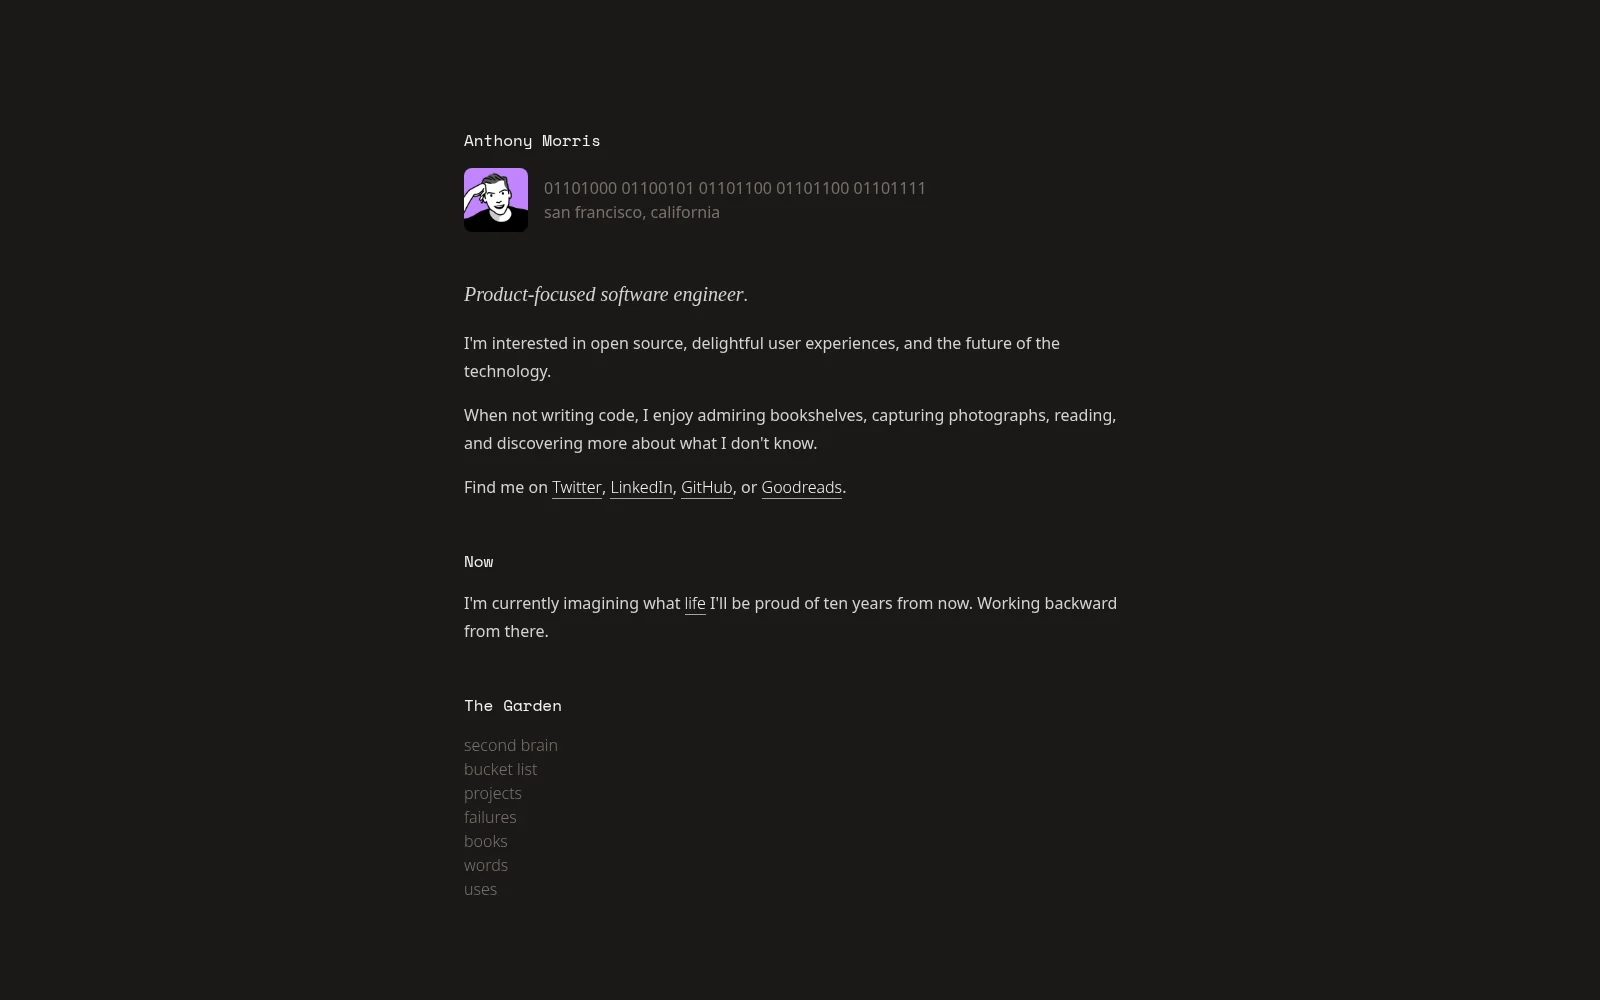 Anthony Morris
01101000 01100101 01101100 01101100 01101111
san francisco, california
Product-focused software engineer.
I'm interested in open source, delightful user experiences, and the future of the
technology.
When not writing code, I enjoy admiring bookshelves, capturing photographs, reading,
and discovering more about what I don't know.
Find me on Twitter, LinkedIn, GitHub, or Goodreads.
Now
I'm currently imagining what life I'll be proud of ten years from now. Working backward
from there.
The Garden
second brain
bucket list
projects
failures
books
words
uses